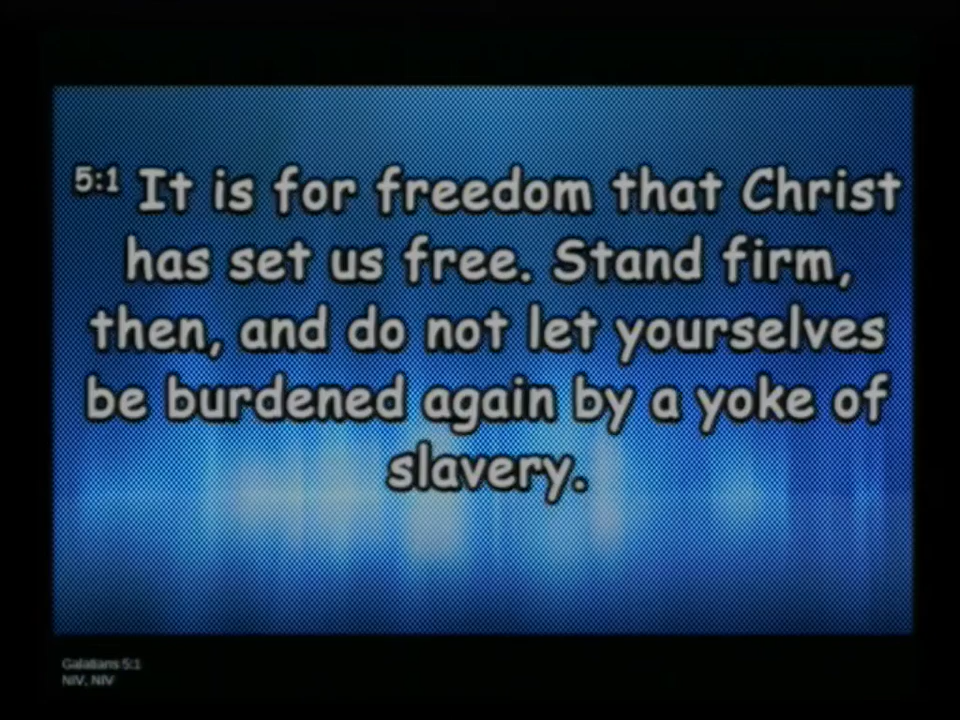 5:1 It is for freedom that Christ
has set us free. Stand firm,
then, and do not let yourselves
be burdened again by a yoke of
slavery.
Galatians 5:1
NIV, NIV